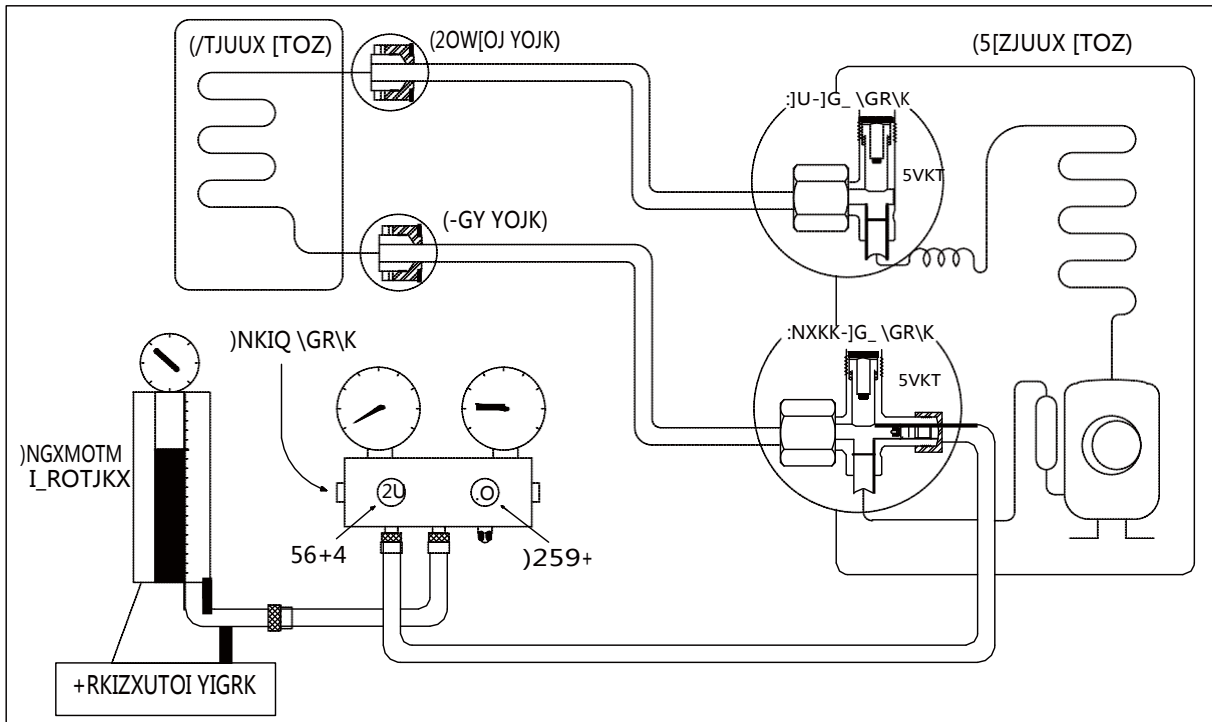 (/TJUUX [TOZ)
(2OW[OJ YOJK)
(5[ZJUUX [TOZ)
:]U-]G_ \GR\K
5VKT
(-GY YOJK)
:NXKK-]G_ \GR\K
5VKT
)NKIQ \GR\K
)NGXMOTM
I_ROTJKX
2U
.O
56+4
)259+
+RKIZXUTOI YIGRK